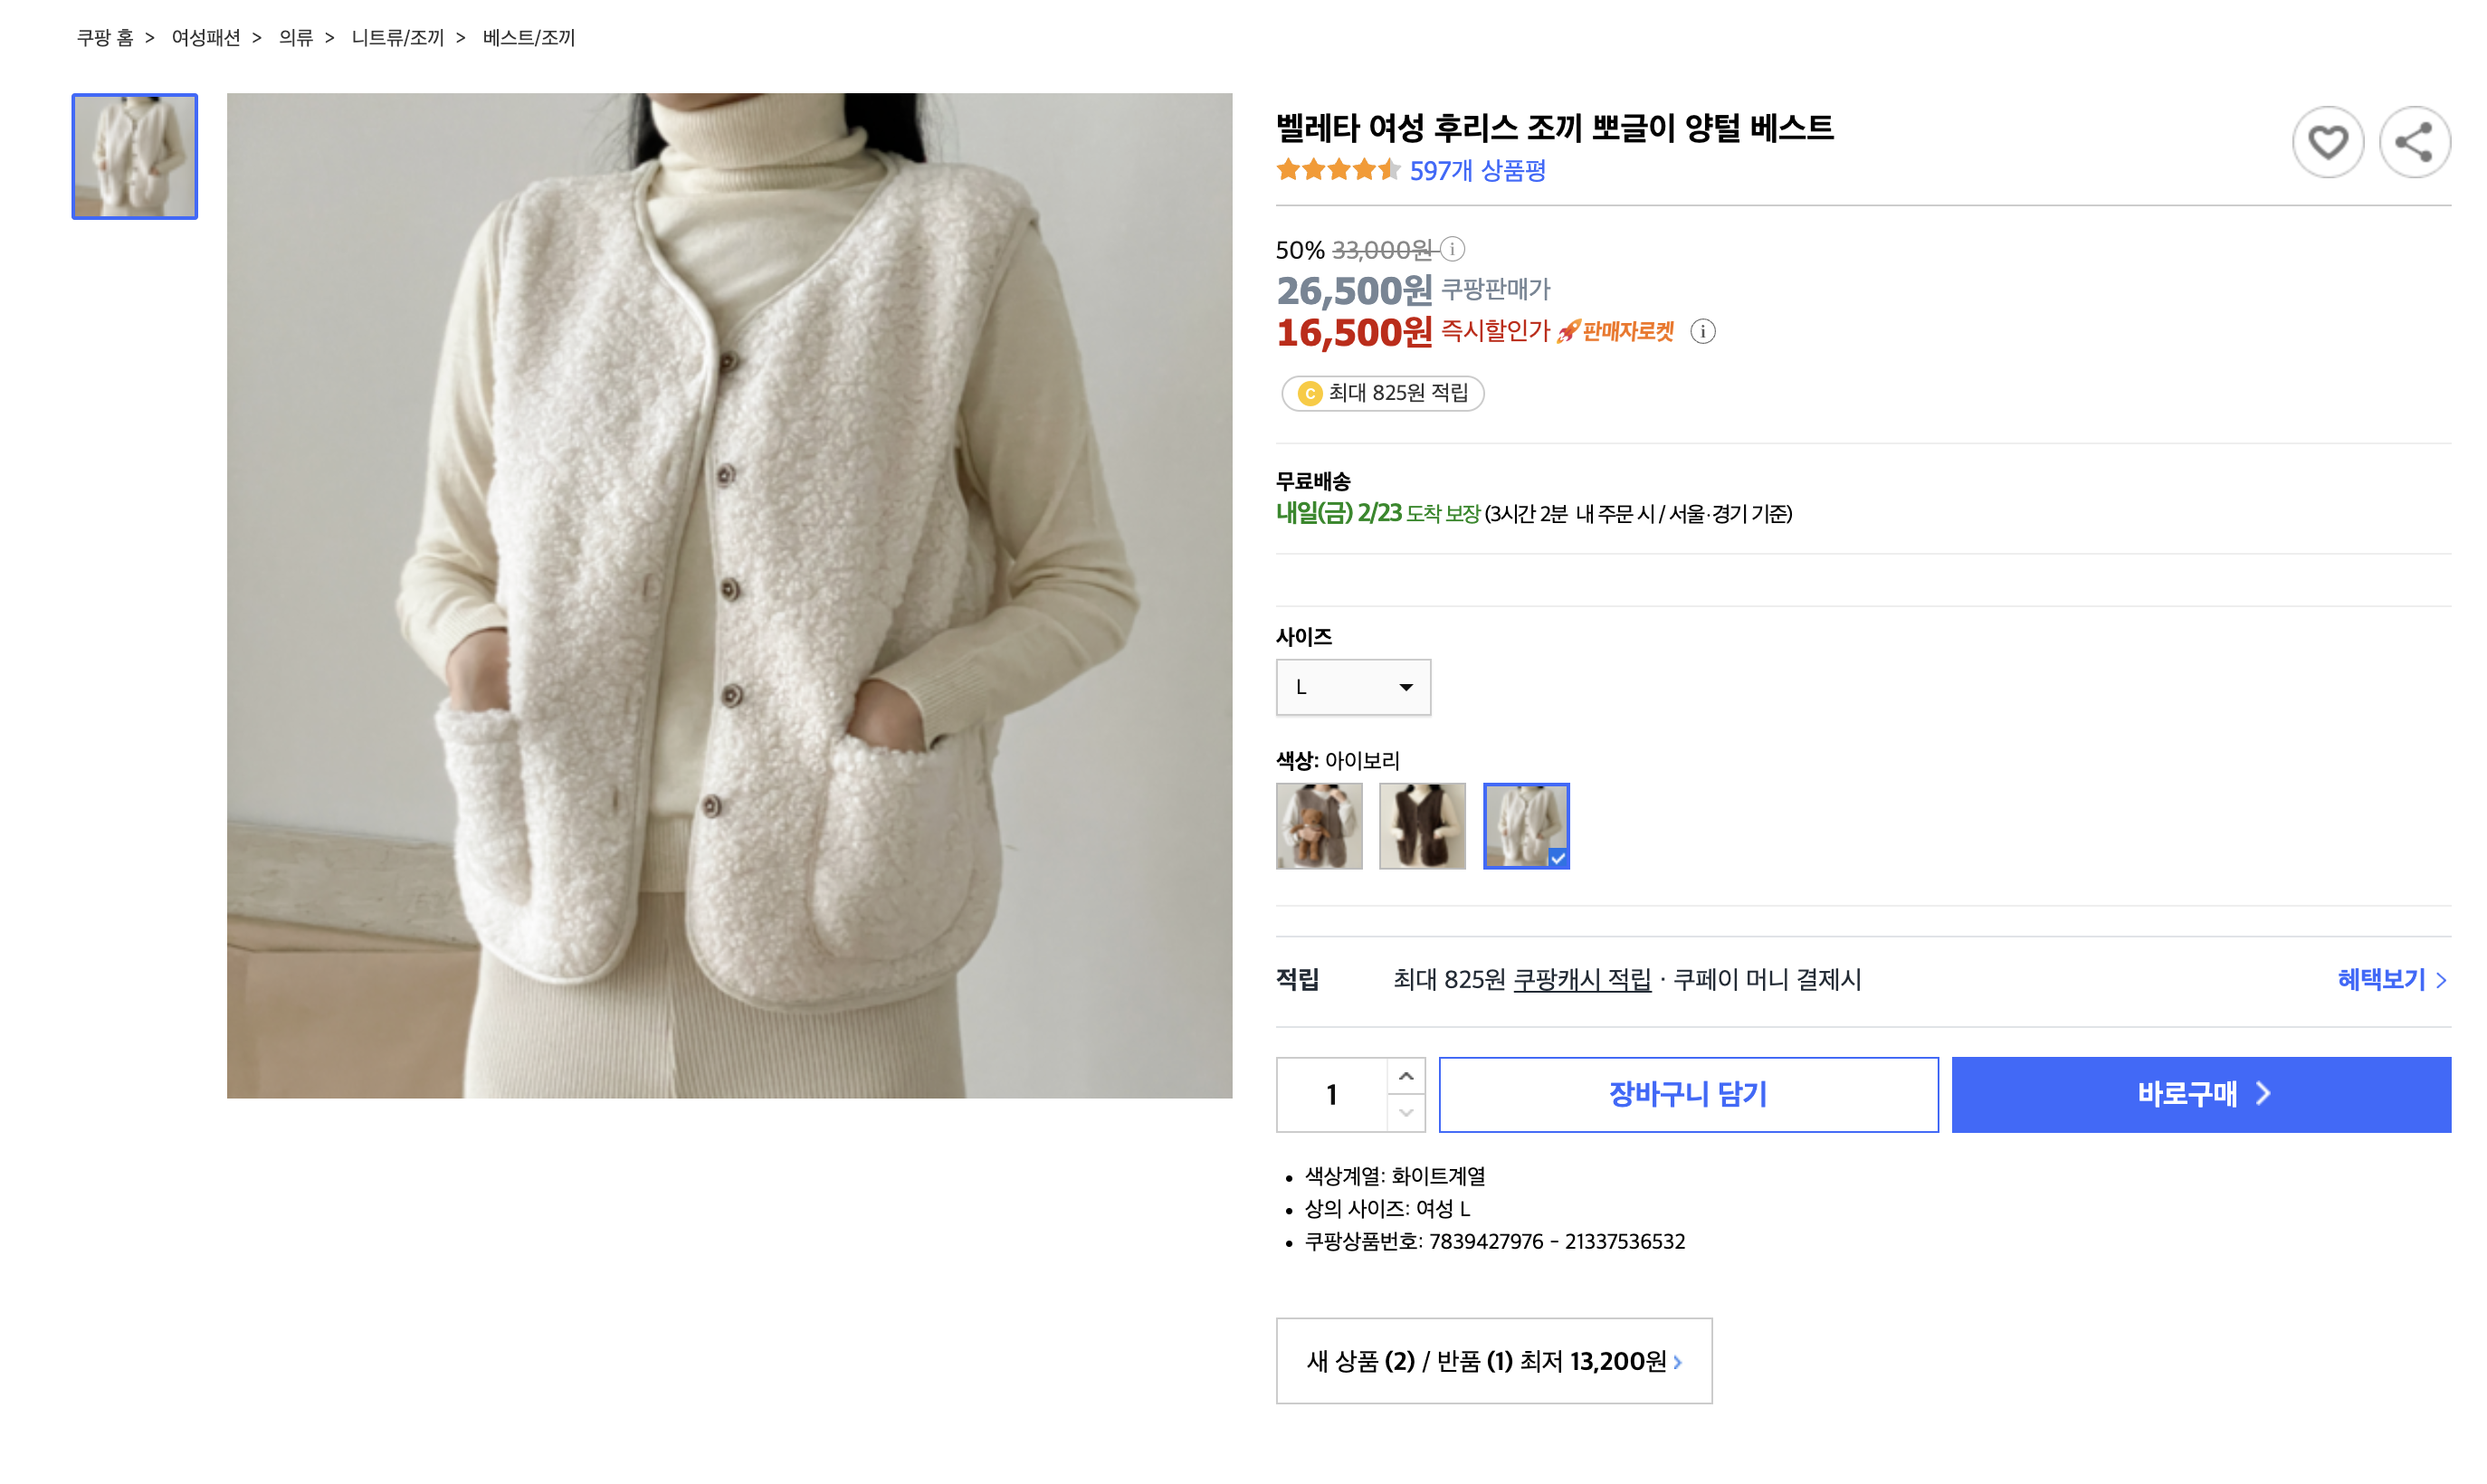 쿠팡 홈 > 여성패션 > 의류 > 니트류/조끼 > 베스트/조끼
벨레타 여성 후리스 조끼 뽀글이 양털 베스트
597개 상품평
50% 33,000원
26,500원 쿠팡판매가
16,500원 즉시할인가 판매자로켓
C 최대 825원 적립
무료배송
내일(금) 2/23 도착 보장 (3시간 2분 내 주문 시 / 서울·경기 기준)
사이즈
L
색상: 아이보리
적립 최대 825원 쿠팡캐시 적립 · 쿠페이 머니 결제시 혜택보기 >
1 장바구니 담기 바로구매 >
• 색상계열: 화이트계열
• 상의 사이즈: 여성 L
• 쿠팡상품번호: 7839427976 - 21337536532
새 상품 (2) / 반품 (1) 최저 13,200원 >